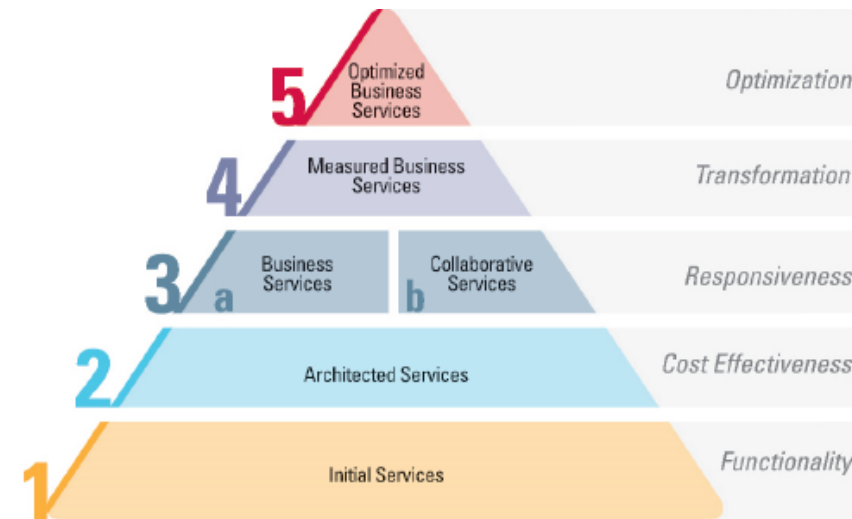 5
Optimized
Business
Services
Optimization
4
Measured Business
Services
Transformation
3
a
Business
Services
b
Collaborative
Services
Responsiveness
2
Architected Services
Cost Effectiveness
1
Initial Services
Functionality